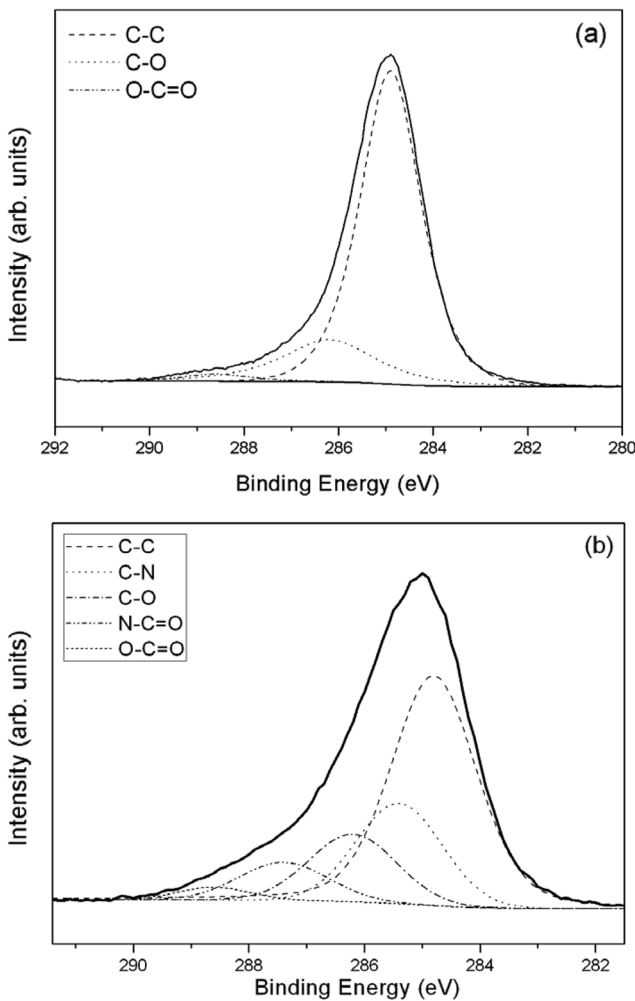 (a)
C-C
C-O
O-C=O
Intensity (arb. units)
292 290 288 286 284 282 280
Binding Energy (eV)
(b)
C-C
C-N
C-O
N-C=O
O-C=O
Intensity (arb. units)
290 288 286 284 282
Binding Energy (eV)